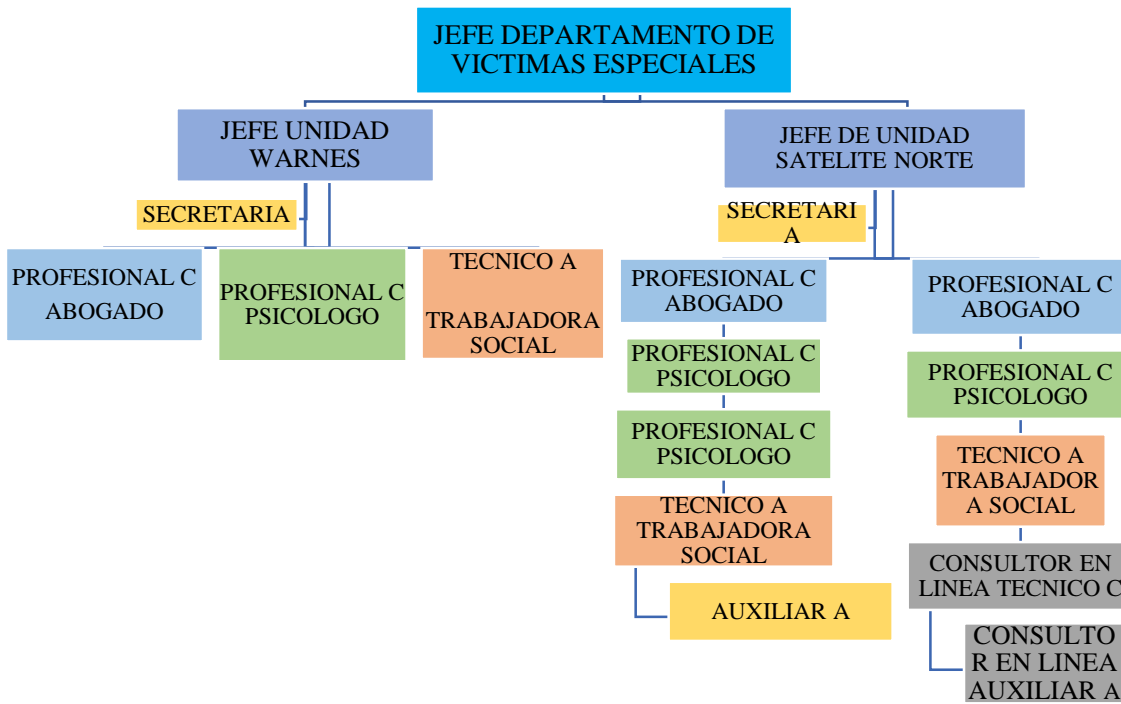 JEFE DEPARTAMENTO DE
VICTIMAS ESPECIALES
JEFE UNIDAD
WARNES
JEFE DE UNIDAD
SATELITE NORTE
SECRETARIA
SECRETARI
A
PROFESIONAL C
ABOGADO
PROFESIONAL C
PSICOLOGO
TECNICO A
TRABAJADORA
SOCIAL
PROFESIONAL C
ABOGADO
PROFESIONAL C
PSICOLOGO
PROFESIONAL C
PSICOLOGO
TECNICO A
TRABAJADORA
SOCIAL
AUXILIAR A
PROFESIONAL C
ABOGADO
PROFESIONAL C
PSICOLOGO
TECNICO A
TRABAJADOR
A SOCIAL
CONSULTOR EN
LINEA TECNICO C
CONSULTO
R EN LINEA
AUXILIAR A